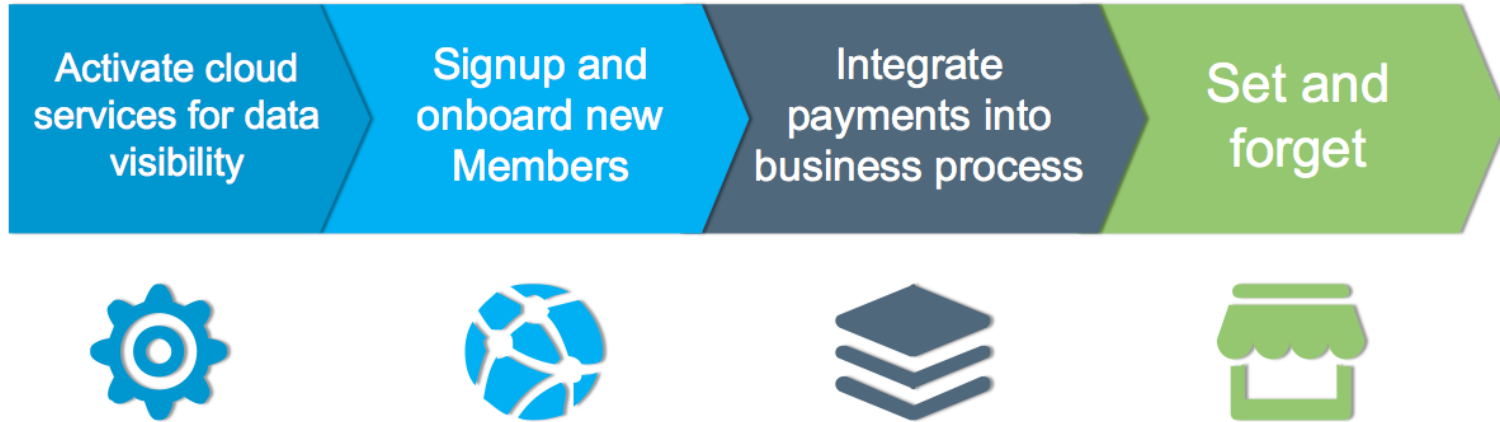 Activate cloud
services for data
visibility
Signup and
onboard new
Members
Integrate
payments into
business process
Set and
forget